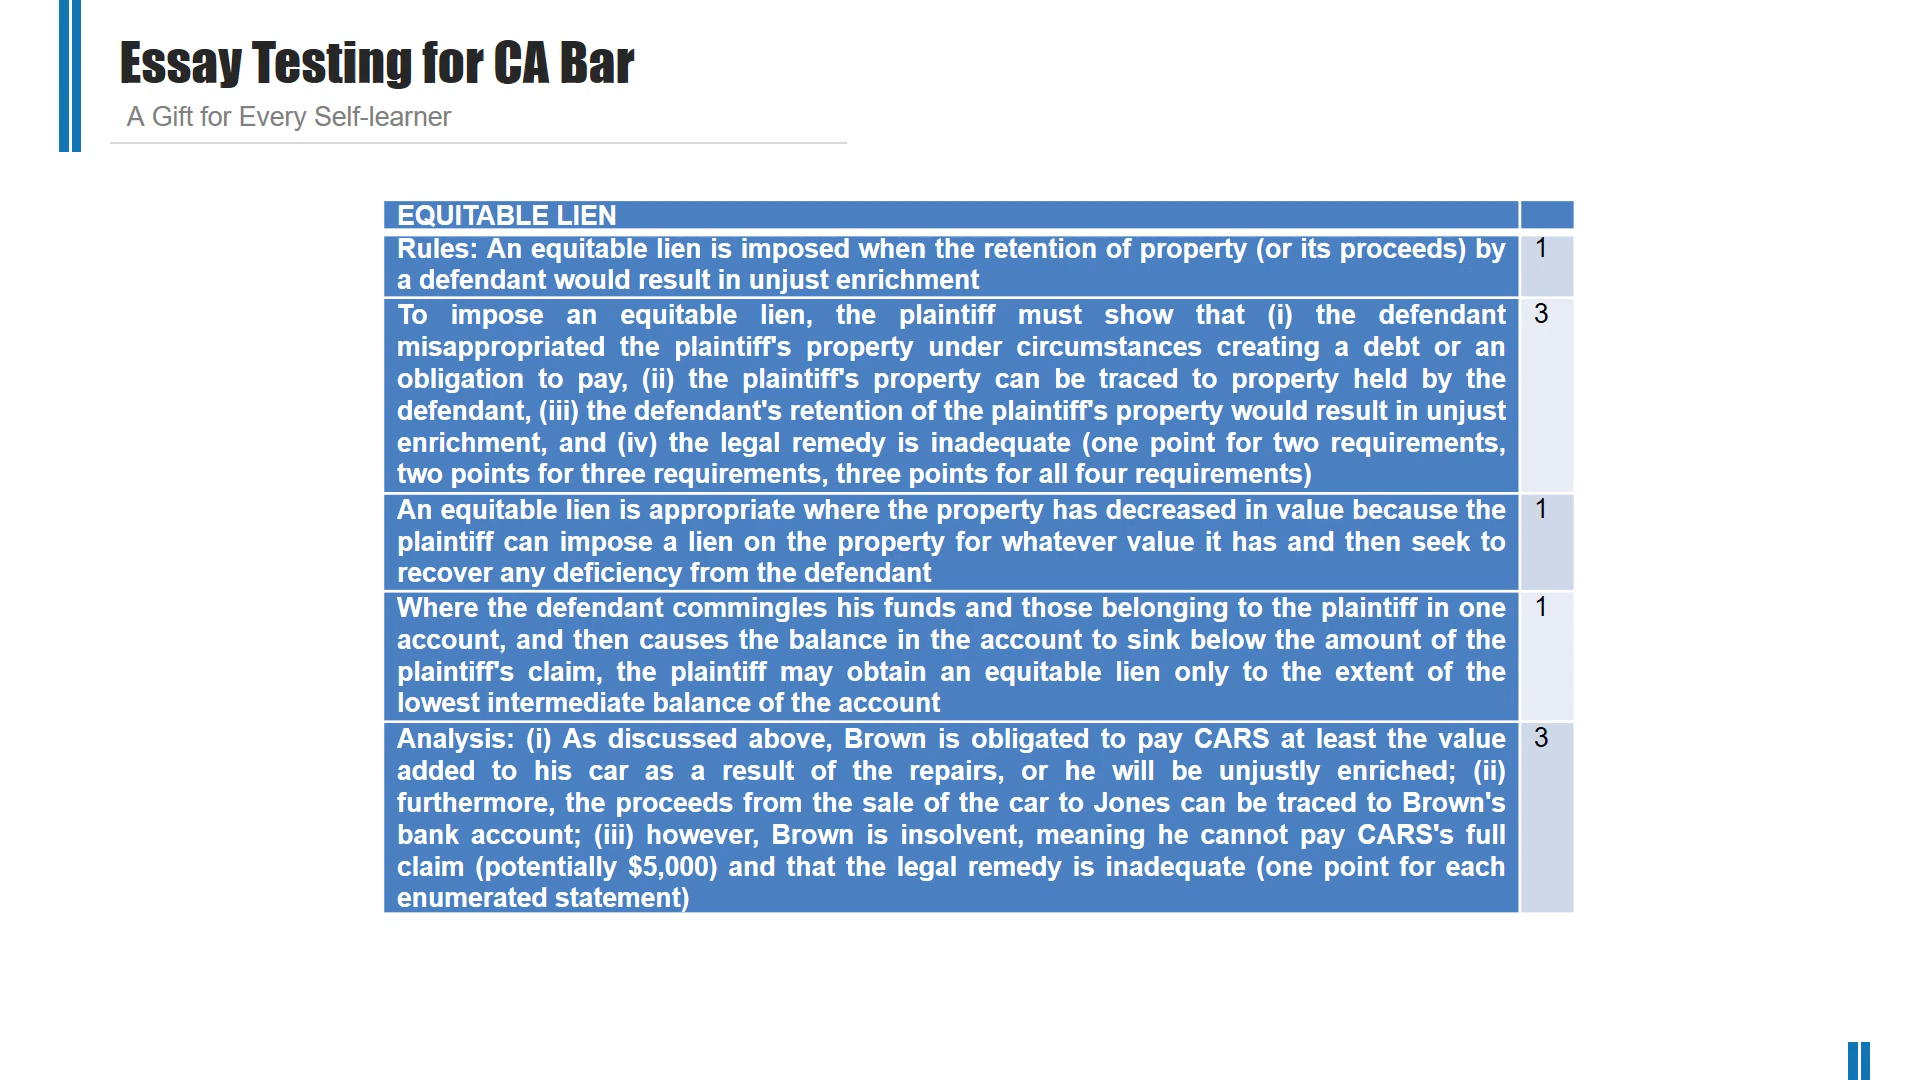 Essay Testing for CA Bar
A Gift for Every Self-learner
EQUITABLE LIEN
Rules: An equitable lien is imposed when the retention of property (or its proceeds) by 1
a defendant would result in unjust enrichment
To impose an equitable lien, the plaintiff must show that (i) the defendant 3
misappropriated the plaintiff's property under circumstances creating a debt or an
obligation to pay, (ii) the plaintiff's property can be traced to property held by the
defendant, (iii) the defendant's retention of the plaintiff's property would result in unjust
enrichment, and (iv) the legal remedy is inadequate (one point for two requirements,
two points for three requirements, three points for all four requirements)
An equitable lien is appropriate where the property has decreased in value because the 1
plaintiff can impose a lien on the property for whatever value it has and then seek to
recover any deficiency from the defendant
Where the defendant commingles his funds and those belonging to the plaintiff in one 1
account, and then causes the balance in the account to sink below the amount of the
plaintiff's claim, the plaintiff may obtain an equitable lien only to the extent of the
lowest intermediate balance of the account
Analysis: (i) As discussed above, Brown is obligated to pay CARS at least the value 3
added to his car as a result of the repairs, or he will be unjustly enriched; (ii)
furthermore, the proceeds from the sale of the car to Jones can be traced to Brown's
bank account; (iii) however, Brown is insolvent, meaning he cannot pay CARS's full
claim (potentially $5,000) and that the legal remedy is inadequate (one point for each
enumerated statement)